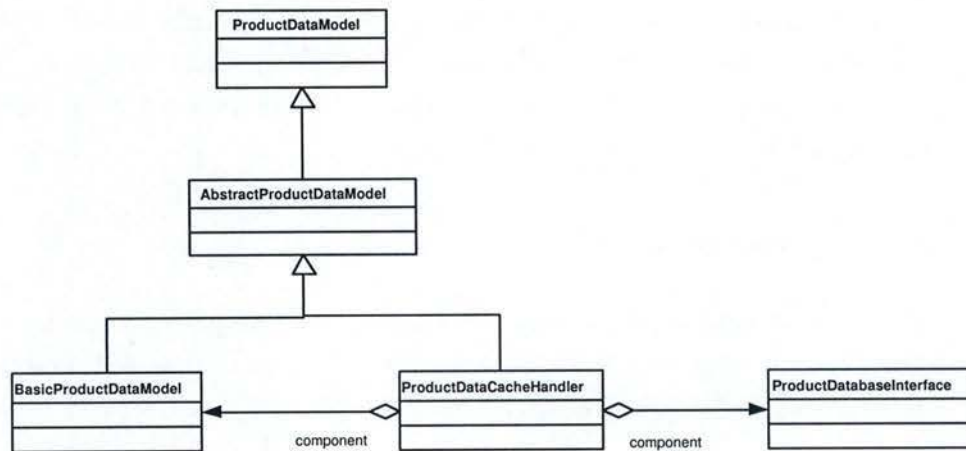 ProductDataModel
AbstractProductDataModel
BasicProductDataModel
ProductDataCacheHandler
ProductDatabaseInterface
component
component